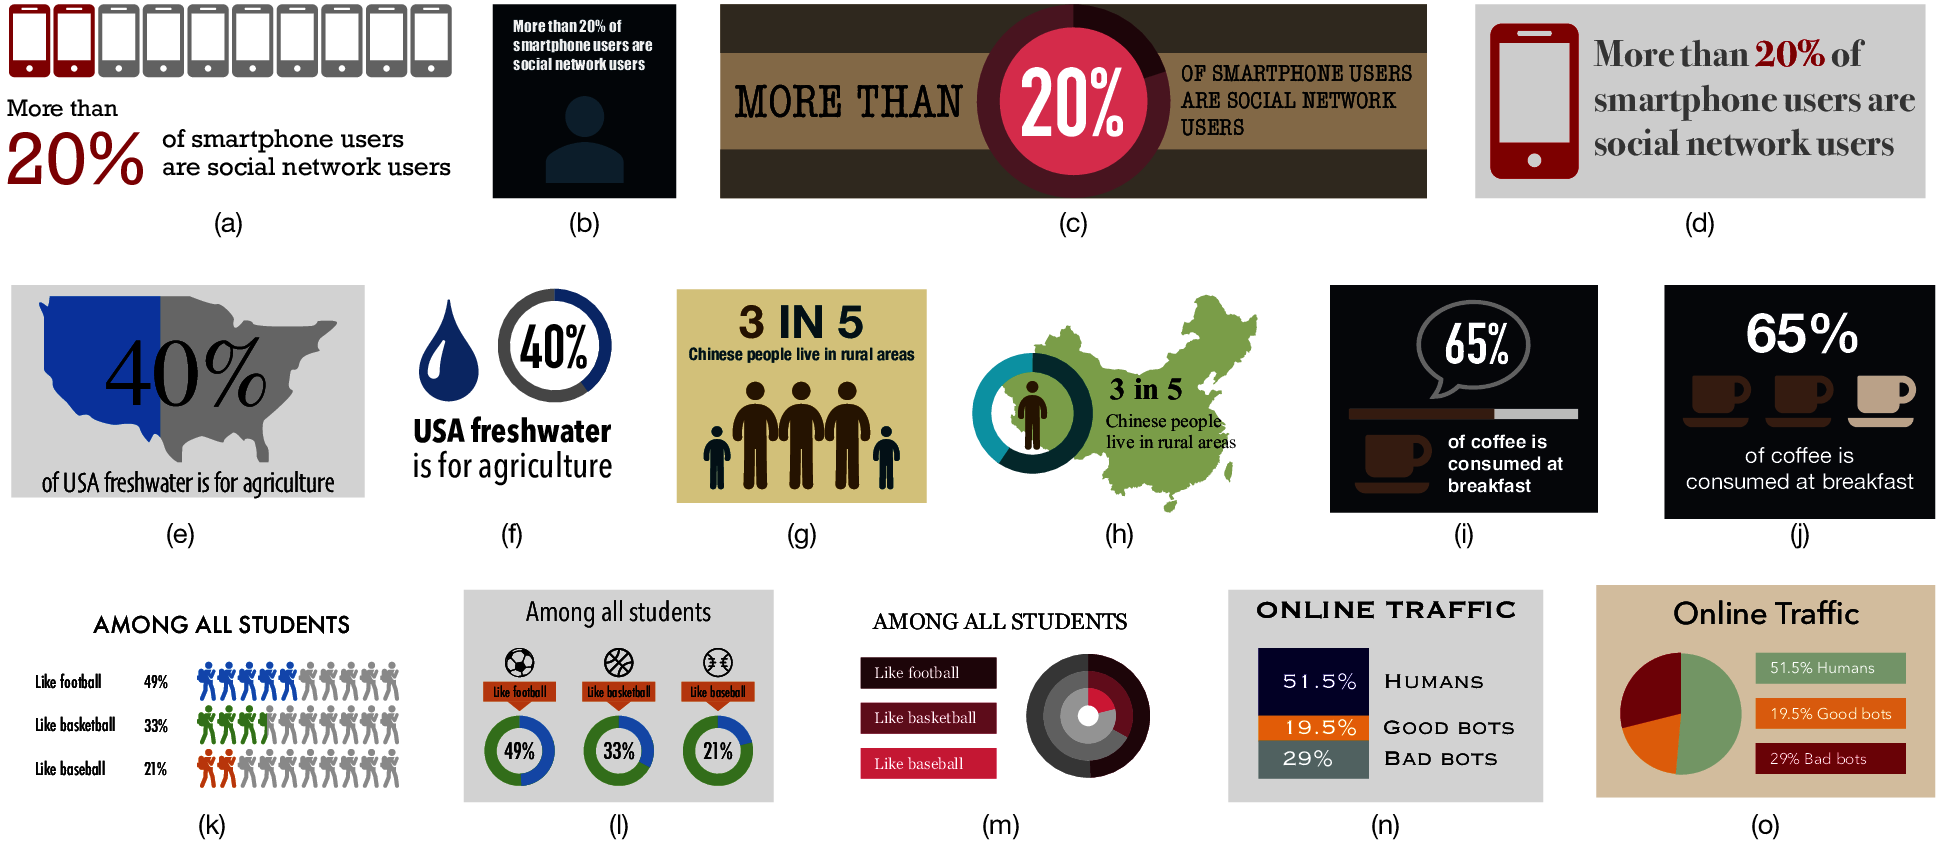 More than
20%
of smartphone users
are social network users
(a)
More than 20% of
smartphone users are
social network users
(b)
MORE THAN
20%
OF SMARTPHONE USERS
ARE SOCIAL NETWORK
USERS
(c)
More than 20% of
smartphone users are
social network users
(d)
40%
of USA freshwater is for agriculture
(e)
40%
USA freshwater
is for agriculture
(f)
3 IN 5
Chinese people live in rural areas
(g)
3 in 5
Chinese people
live in rural areas
(h)
65%
of coffee is
consumed at
breakfast
(i)
65%
of coffee is
consumed at breakfast
(j)
AMONG ALL STUDENTS
Like football 49%
Like basketball 33%
Like baseball 21%
(k)
Among all students
Like football Like basketball Like baseball
49% 33% 21%
(l)
AMONG ALL STUDENTS
Like football
Like basketball
Like baseball
(m)
ONLINE TRAFFIC
51.5% HUMANS
19.5% GOOD BOTS
29% BAD BOTS
(n)
Online Traffic
51.5% Humans
19.5% Good bots
29% Bad bots
(o)